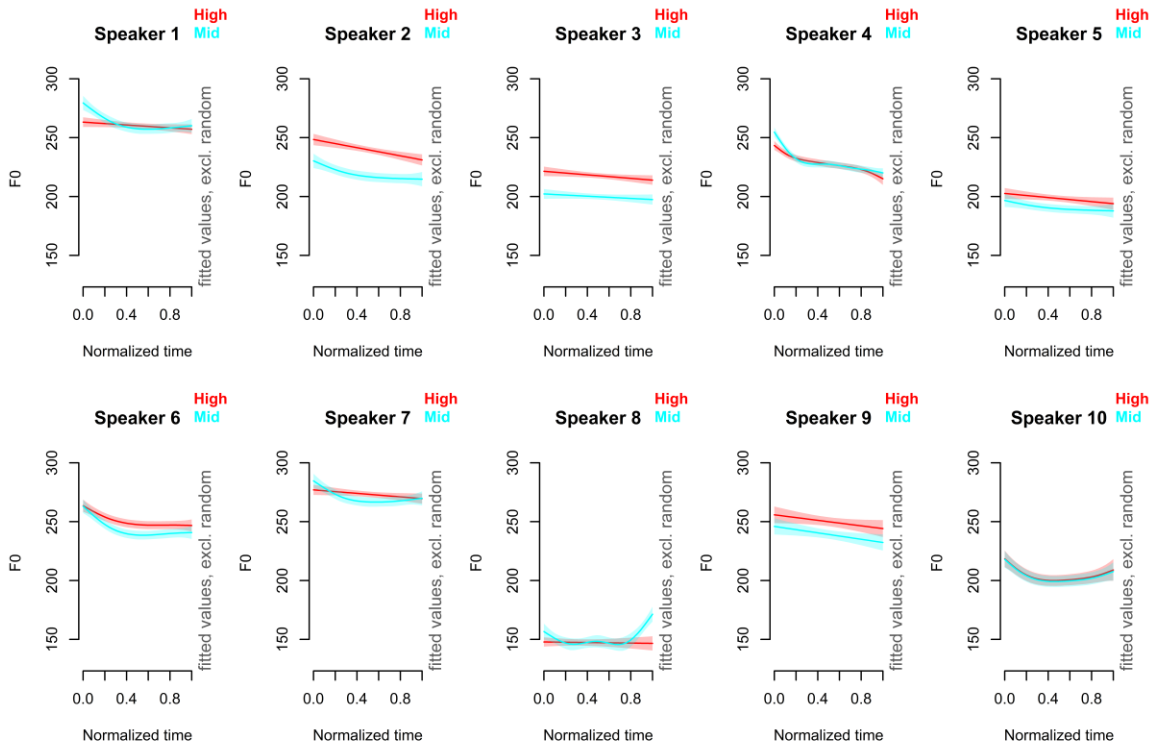 Speaker 1
High
Mid
F0
300
250
200
150
0.0 0.4 0.8
Normalized time
fitted values, excl. random
Speaker 2
High
Mid
F0
300
250
200
150
0.0 0.4 0.8
Normalized time
fitted values, excl. random
Speaker 3
High
Mid
F0
300
250
200
150
0.0 0.4 0.8
Normalized time
fitted values, excl. random
Speaker 4
High
Mid
F0
300
250
200
150
0.0 0.4 0.8
Normalized time
fitted values, excl. random
Speaker 5
High
Mid
F0
300
250
200
150
0.0 0.4 0.8
Normalized time
fitted values, excl. random
Speaker 6
High
Mid
F0
300
250
200
150
0.0 0.4 0.8
Normalized time
fitted values, excl. random
Speaker 7
High
Mid
F0
300
250
200
150
0.0 0.4 0.8
Normalized time
fitted values, excl. random
Speaker 8
High
Mid
F0
300
250
200
150
0.0 0.4 0.8
Normalized time
fitted values, excl. random
Speaker 9
High
Mid
F0
300
250
200
150
0.0 0.4 0.8
Normalized time
fitted values, excl. random
Speaker 10
High
Mid
F0
300
250
200
150
0.0 0.4 0.8
Normalized time
fitted values, excl. random